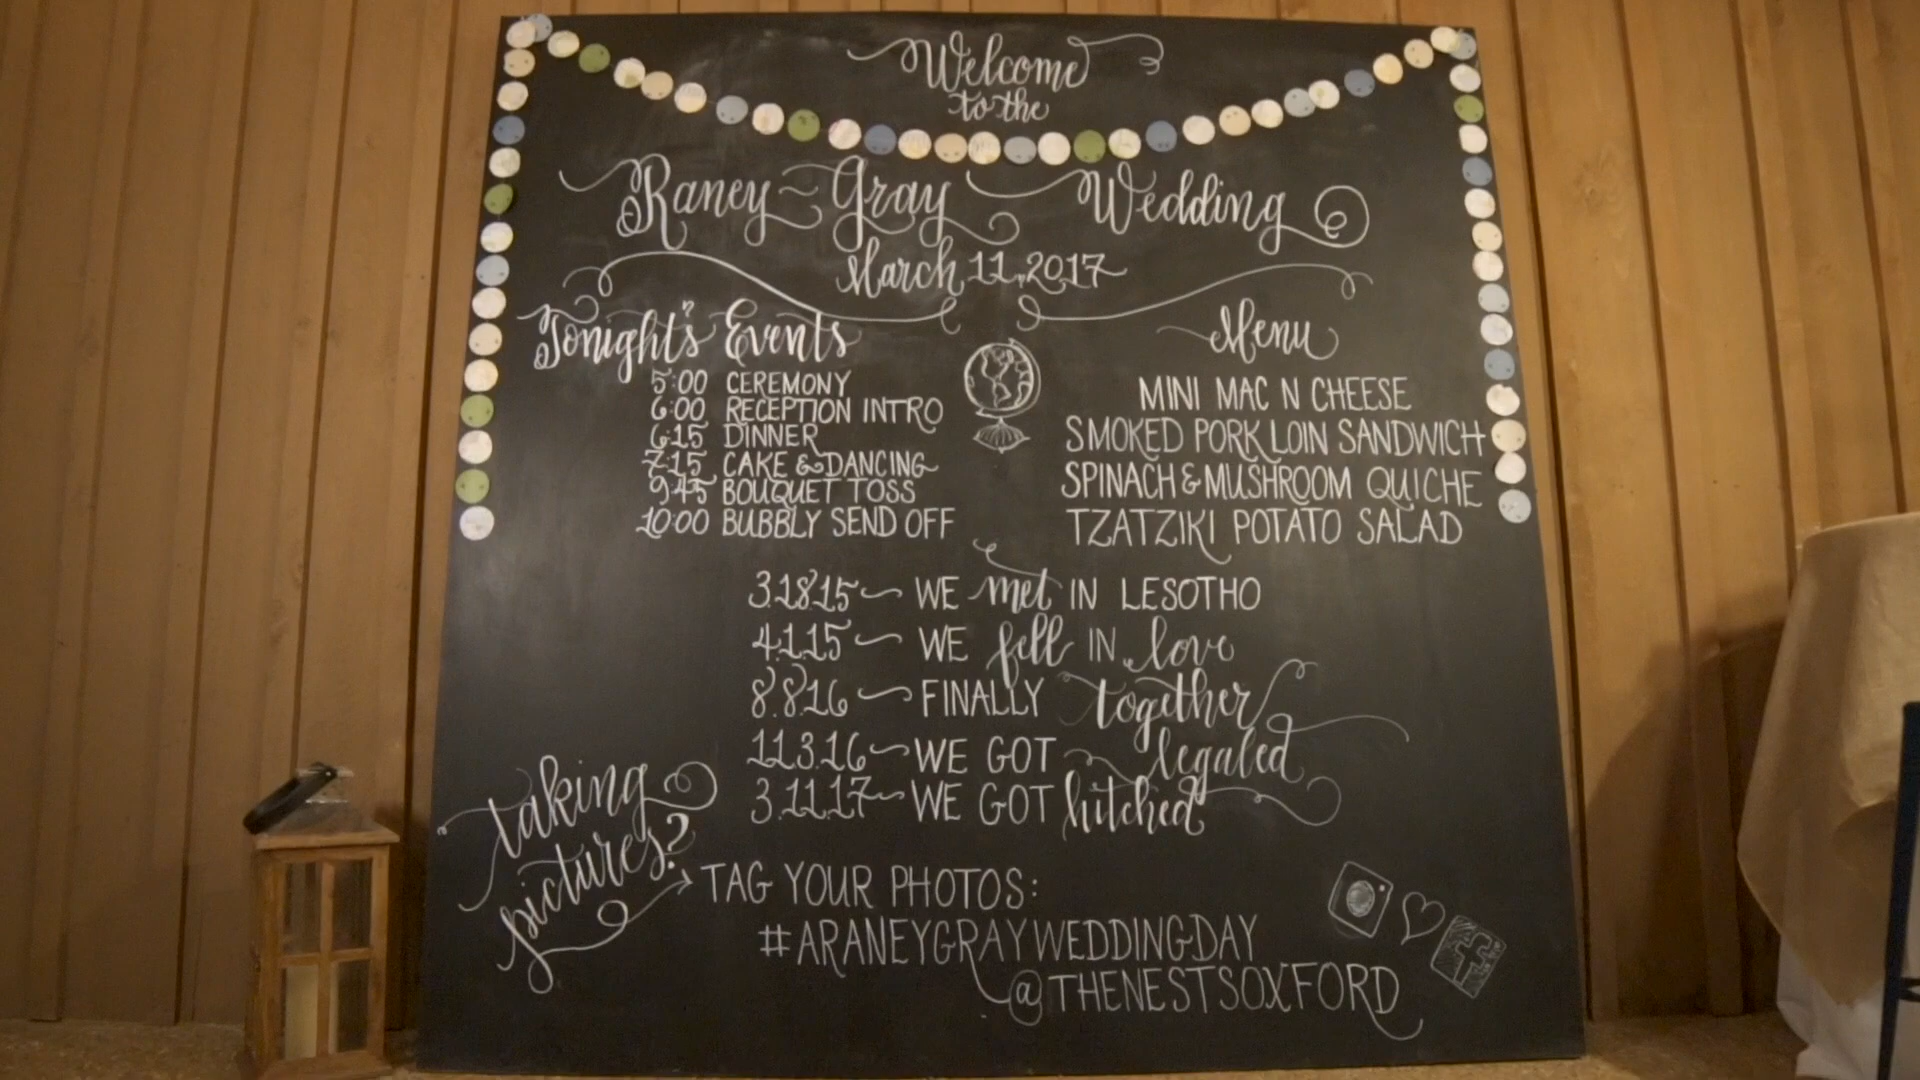 Welcome
to the
Raney-Gray Wedding
March 11, 2017
Tonight's Events
5:00 CEREMONY
6:00 RECEPTION INTRO
6:15 DINNER
7:15 CAKE & DANCING
9:45 BOUQUET TOSS
10:00 BUBBLY SEND OFF
Menu
MINI MAC N CHEESE
SMOKED PORK LOIN SANDWICH
SPINACH & MUSHROOM QUICHE
TZATZIKI POTATO SALAD
3.18.15 ~ WE met IN LESOTHO
4.1.15 ~ WE fell IN love
8.8.16 ~ FINALLY together
11.3.16 ~ WE GOT legaled
3.11.17 ~ WE GOT hitched
taking
pictures?
TAG YOUR PHOTOS:
#ARANEYGRAYWEDDINGDAY
@THENESTSOXFORD
f